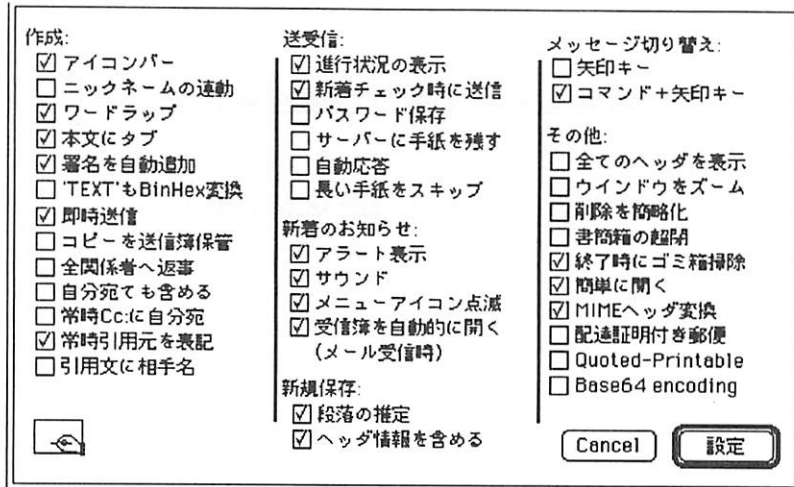 作成:
アイコンバー
ニックネームの連動
ワードラップ
本文にタブ
署名を自動追加
'TEXT'もBinHex変換
即時送信
コピーを送信簿保管
全関係者へ返事
自分宛ても含める
常時Cc:に自分宛
常時引用元を表記
引用文に相手名
送受信:
進行状況の表示
新着チェック時に送信
パスワード保存
サーバーに手紙を残す
自動応答
長い手紙をスキップ
新着のお知らせ:
アラート表示
サウンド
メニューアイコン点滅
受信簿を自動的に開く
(メール受信時)
新規保存:
段落の推定
ヘッダ情報を含める
メッセージ切り替え:
矢印キー
コマンド+矢印キー
その他:
全てのヘッダを表示
ウインドウをズーム
削除を簡略化
書簡箱の超閉
終了時にゴミ箱掃除
簡単に開く
MIMEヘッダ変換
配達証明付き郵便
Quoted-Printable
Base64 encoding
Cancel
設定